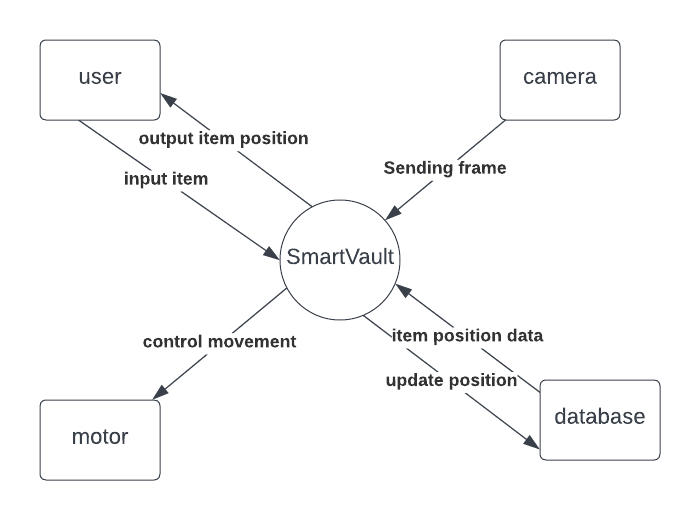 user
camera
output item position
Sending frame
input item
SmartVault
control movement
item position data
update position
motor
database